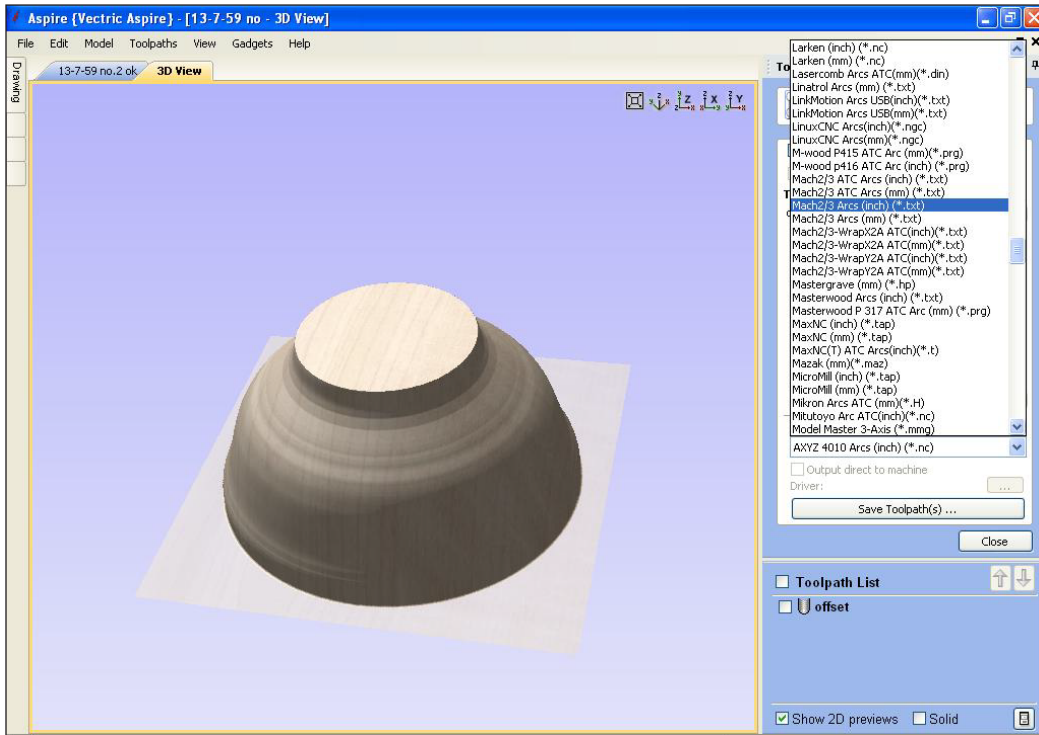 Aspire {Vectric Aspire} - [13-7-59 no - 3D View]
File Edit Model Toolpaths View Gadgets Help
Drawing
13-7-59 no.2 ok 3D View
Larken (inch) (*.nc)
Larken (mm) (*.nc)
Lasercomb Arcs ATC(mm)(*.din)
Linatrol Arcs (mm) (*.txt)
LinkMotion Arcs USB(inch)(*.txt)
LinkMotion Arcs USB(mm)(*.txt)
LinuxCNC Arcs(inch)(*.ngc)
LinuxCNC Arcs(mm)(*.ngc)
M-wood P415 ATC Arc (mm)(*.prg)
M-wood p416 ATC Arc (inch) (*.prg)
Mach2/3 ATC Arcs (inch) (*.txt)
Mach2/3 ATC Arcs (mm) (*.txt)
Mach2/3 Arcs (inch) (*.txt)
Mach2/3 Arcs (mm) (*.txt)
Mach2/3-WrapX2A ATC(inch)(*.txt)
Mach2/3-WrapX2A ATC(mm)(*.txt)
Mach2/3-WrapY2A ATC(inch)(*.txt)
Mach2/3-WrapY2A ATC(mm)(*.txt)
Mastergrave (mm) (*.hp)
Masterwood Arcs (inch) (*.txt)
Masterwood P 317 ATC Arc (mm) (*.prg)
MaxNC (inch) (*.tap)
MaxNC (mm) (*.tap)
MaxNC(T) ATC Arcs(inch)(*.t)
Mazak (mm)(*.maz)
MicroMill (inch) (*.tap)
MicroMill (mm) (*.tap)
Mikron Arcs ATC (mm)(*.H)
Mitutoyo Arc ATC(inch)(*.nc)
Model Master 3-Axis (*.mmg)
AXYZ 4010 Arcs (inch) (*.nc)
Output direct to machine
Driver: ...
Save Toolpath(s) ...
Close
Toolpath List
offset
Show 2D previews Solid